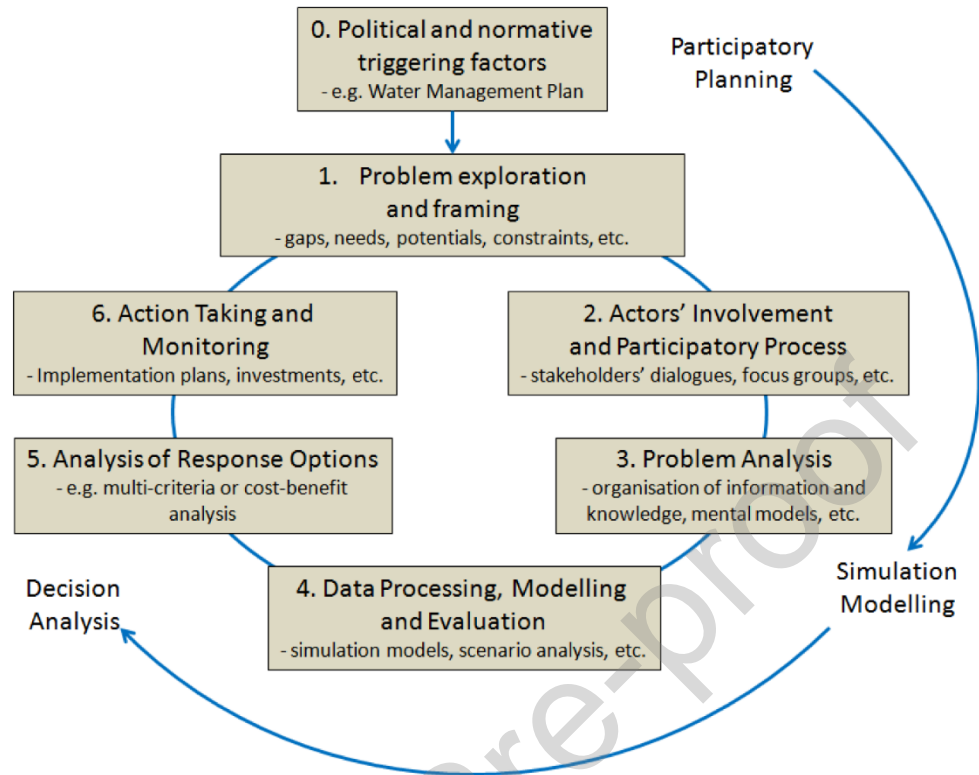 0. Political and normative
triggering factors
- e.g. Water Management Plan
Participatory
Planning
1. Problem exploration
and framing
- gaps, needs, potentials, constraints, etc.
6. Action Taking and
Monitoring
- Implementation plans, investments, etc.
2. Actors’ Involvement
and Participatory Process
- stakeholders’ dialogues, focus groups, etc.
5. Analysis of Response Options
- e.g. multi-criteria or cost-benefit
analysis
3. Problem Analysis
- organisation of information and
knowledge, mental models, etc.
Decision
Analysis
4. Data Processing, Modelling
and Evaluation
- simulation models, scenario analysis, etc.
Simulation
Modelling
re-proof